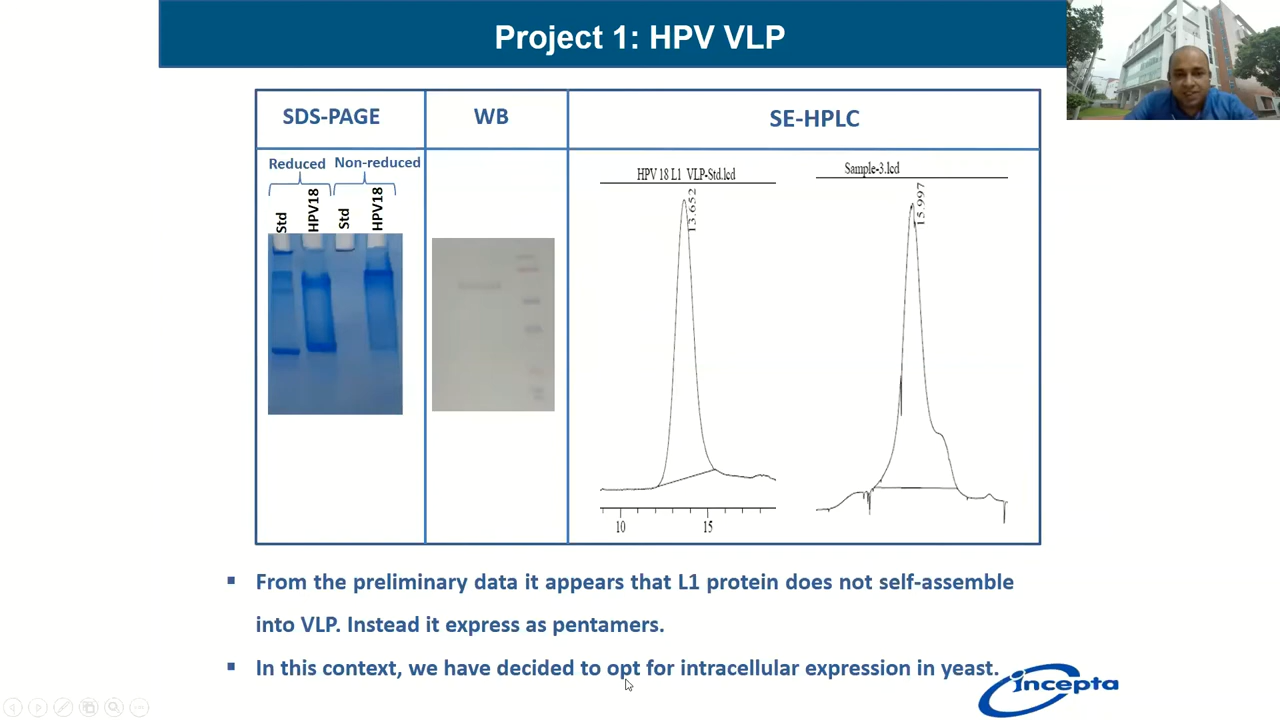 Project 1: HPV VLP
SDS-PAGE
WB
SE-HPLC
Reduced Non-reduced
Std
HPV18
Std
HPV18
HPV 18 L1 VLP-Std.lcd
13.652
10 15
Sample-3.lcd
15.997
▪ From the preliminary data it appears that L1 protein does not self-assemble
into VLP. Instead it express as pentamers.
▪ In this context, we have decided to opt for intracellular expression in yeast.
incepta